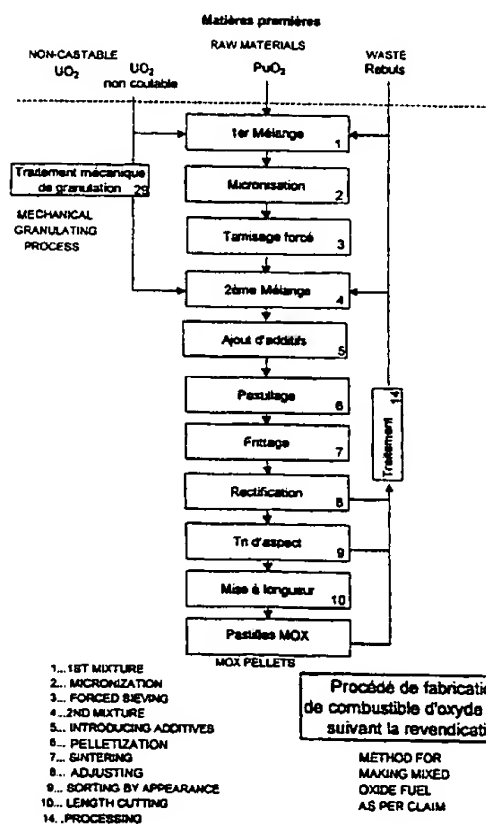 Matières premières
RAW MATERIALS
NON-CASTABLE
UO2
UO2
non coulable
PuO2
WASTE
Rebuts
1er Mélange
1
Traitement mécanique
de granulation 29
MECHANICAL
GRANULATING
PROCESS
Micronisation
2
Tamisage forcé
3
2ème Mélange
4
Ajout d'additifs
5
Pastillage
6
Frittage
7
Traitement 14
Rectification
8
Tri d'aspect
9
Mise à longueur
10
Pastilles MOX
MOX PELLETS
1... 1ST MIXTURE
2... MICRONIZATION
3... FORCED SIEVING
4... 2ND MIXTURE
5... INTRODUCING ADDITIVES
6... PELLETIZATION
7... SINTERING
8... ADJUSTING
9... SORTING BY APPEARANCE
10... LENGTH CUTTING
14. .PROCESSING
Procédé de
de combustible d'oxyde
suivant la
METHOD FOR
MAKING MIXED
OXIDE FUEL
AS PER CLAIM